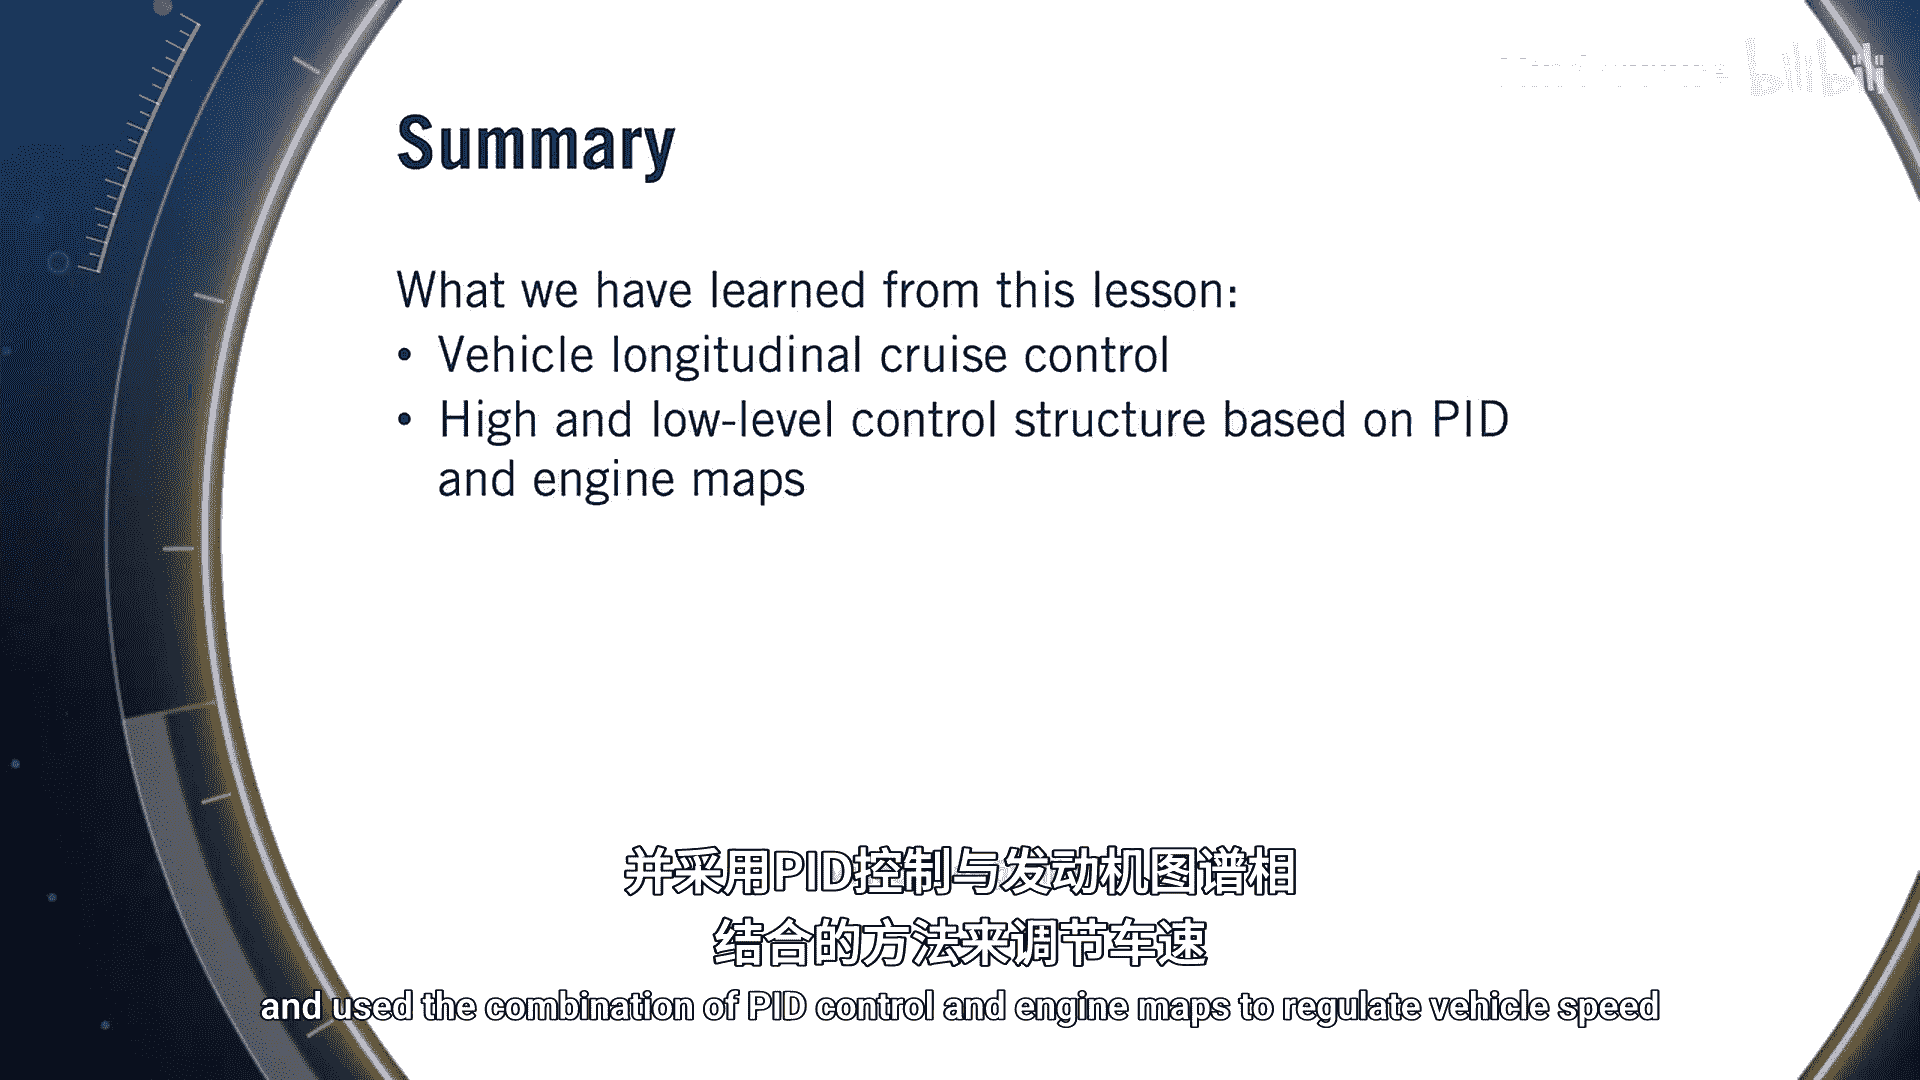 bilibili
Summary
What we have learned from this lesson:
• Vehicle longitudinal cruise control
• High and low-level control structure based on PID
and engine maps
并采用PID控制与发动机图谱相
结合的方法来调节车速
and used the combination of PID control and engine maps to regulate vehicle speed